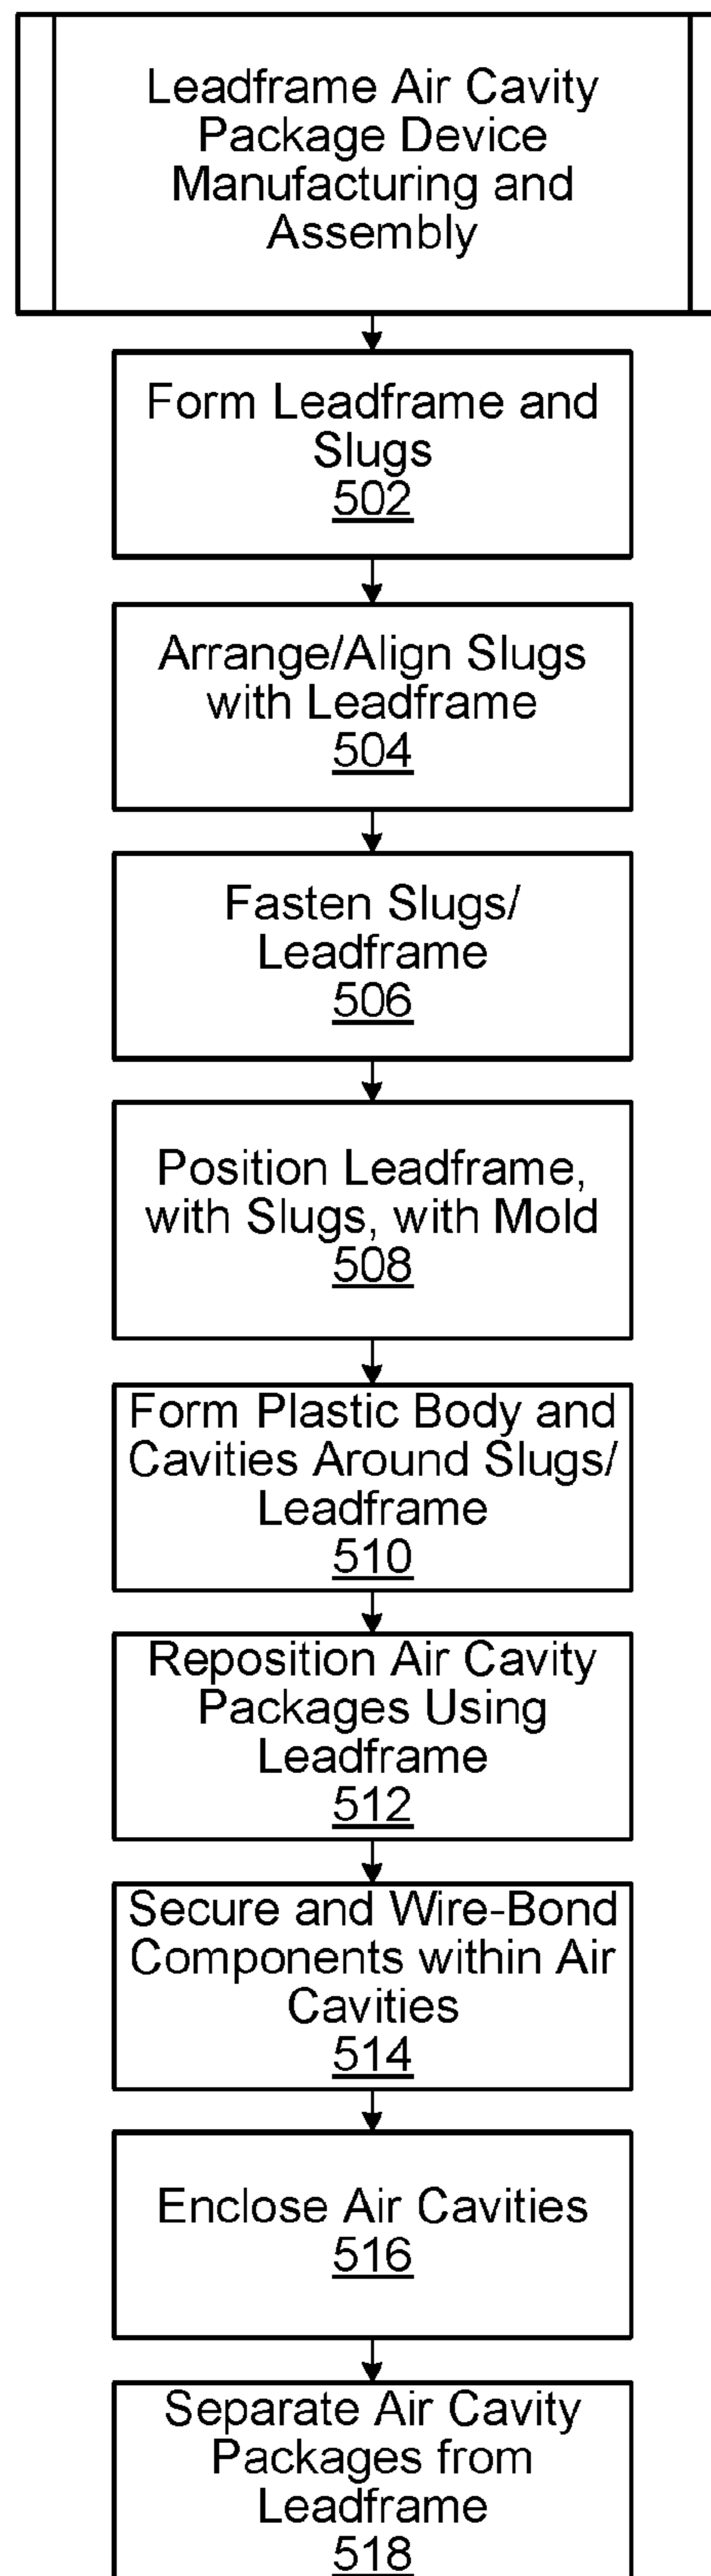 Leadframe Air Cavity
Package Device
Manufacturing and
Assembly
Form Leadframe and
Slugs
502
Arrange/Align Slugs
with Leadframe
504
Fasten Slugs/
Leadframe
506
Position Leadframe,
with Slugs, with Mold
508
Form Plastic Body and
Cavities Around Slugs/
Leadframe
510
Reposition Air Cavity
Packages Using
Leadframe
512
Secure and Wire-Bond
Components within Air
Cavities
514
Enclose Air Cavities
516
Separate Air Cavity
Packages from
Leadframe
518